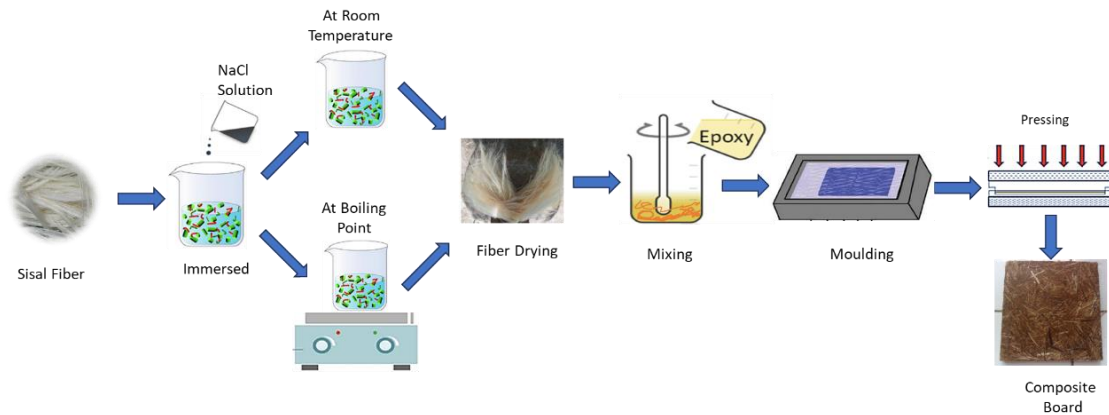 Sisal Fiber
NaCl
Solution
Immersed
At Room
Temperature
At Boiling
Point
Fiber Drying
Epoxy
Mixing
Moulding
Pressing
Composite
Board